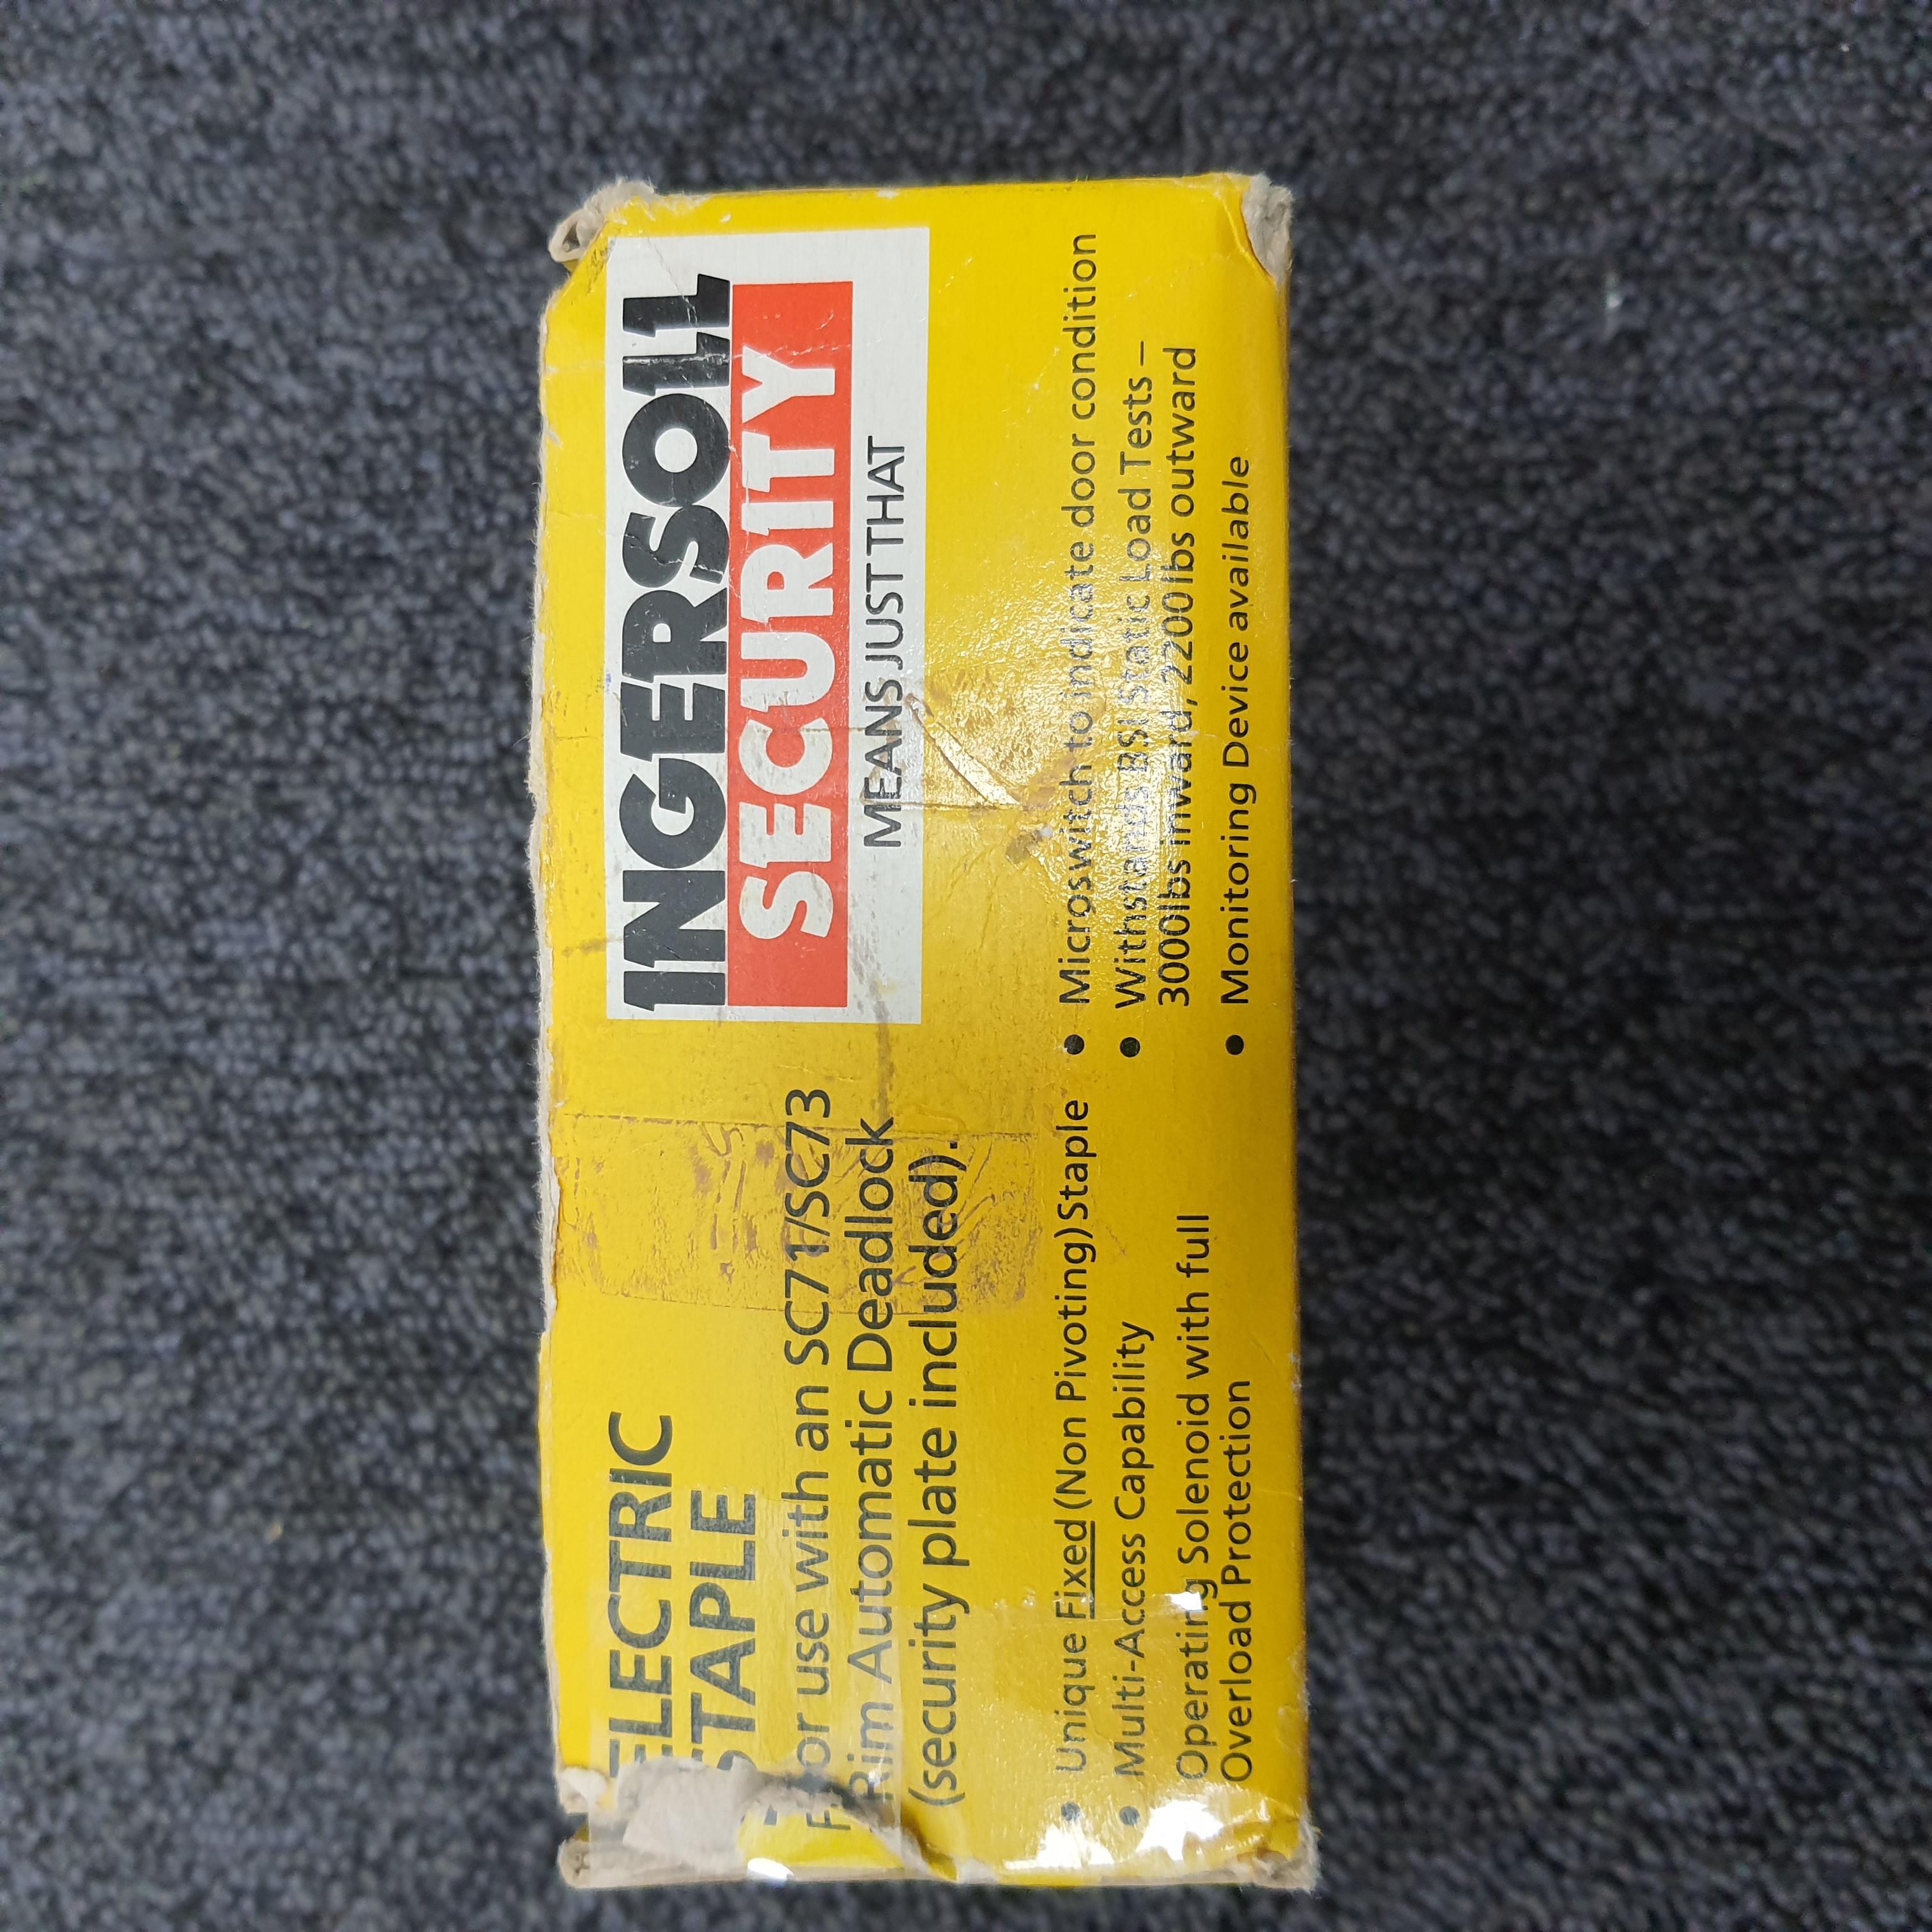 ELECTRIC
STAPLE
For use with an SC71/SC73
Rim Automatic Deadlock
(security plate included).
INGERSOLL
SECURITY
MEANS JUST THAT
• Unique Fixed (Non Pivoting) Staple
• Multi-Access Capability
Operating Solenoid with full
Overload Protection
• Microswitch to indicate door condition
• Withstands BSI Static Load Tests –
3000lbs inward, 2200lbs outward
• Monitoring Device available